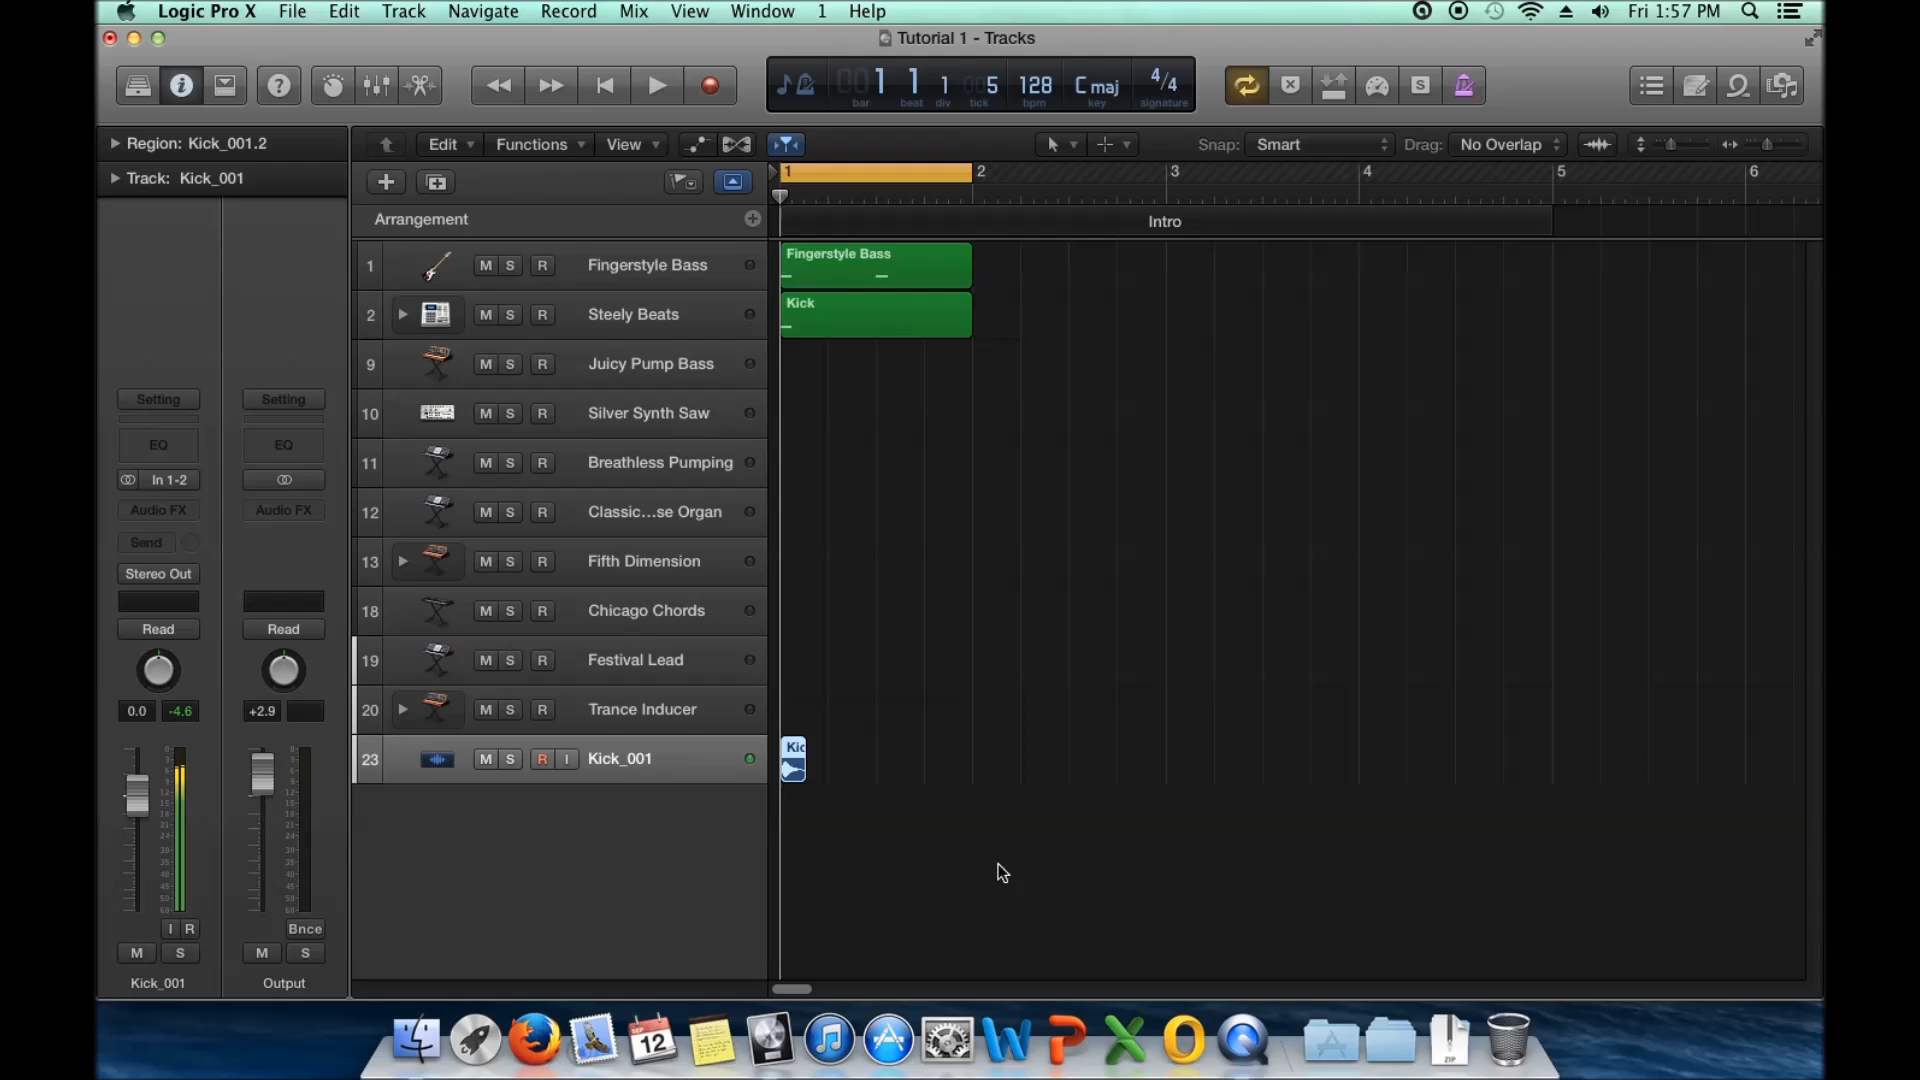 Logic Pro X File Edit Track Navigate Record Mix View Window 1 Help Fri 1:57 PM
Tutorial 1 - Tracks
1 1 1 5 128 C maj 4/4
bar beat div tick bpm key signature
Region: Kick_001.2
Edit Functions View Snap: Smart Drag: No Overlap
Track: Kick_001
1 2 3 4 5 6
Arrangement
Intro
1 M S R Fingerstyle Bass
Fingerstyle Bass
2 M S R Steely Beats
Kick
9 M S R Juicy Pump Bass
10 M S R Silver Synth Saw
11 M S R Breathless Pumping
12 M S R Classic...se Organ
13 M S R Fifth Dimension
18 M S R Chicago Chords
19 M S R Festival Lead
20 M S R Trance Inducer
23 M S R I Kick_001
Kic
Setting Setting
EQ EQ
In 1-2
Audio FX Audio FX
Send
Stereo Out
Read Read
0.0 -4.6 +2.9
I R Bnce
M S M S
Kick_001 Output
SEP
12
ZIP